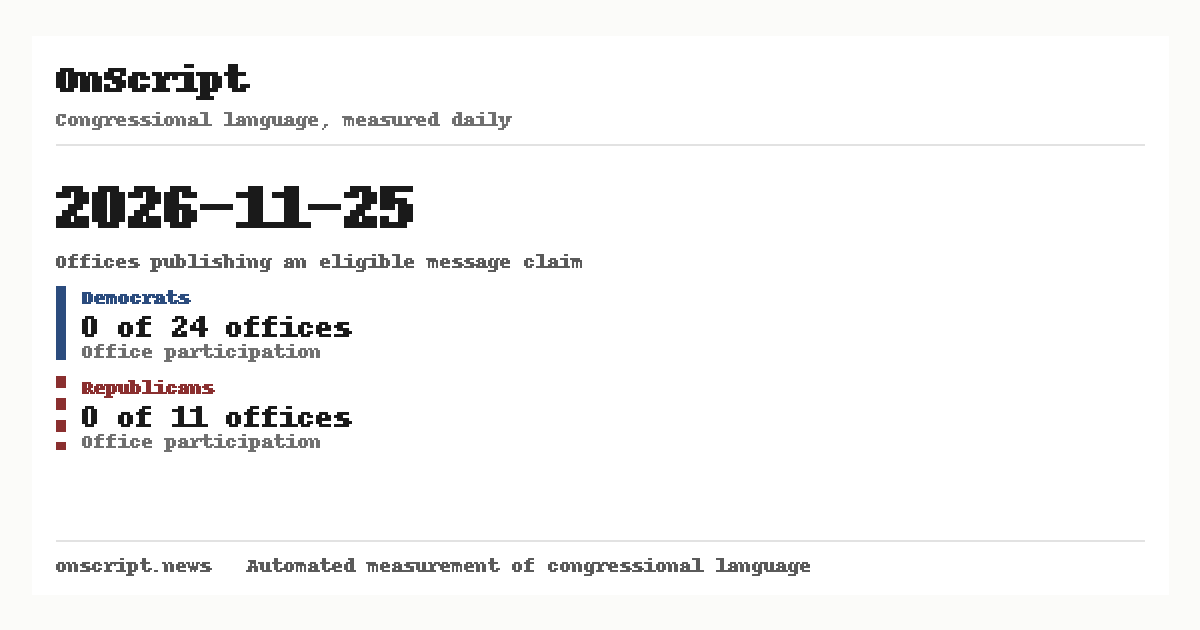 OnScript
Congressional language, measured daily
2026-11-25
Offices publishing an eligible message claim
Democrats
0 of 24 offices
Office participation
Republicans
0 of 11 offices
Office participation
onscript.news Automated measurement of congressional language